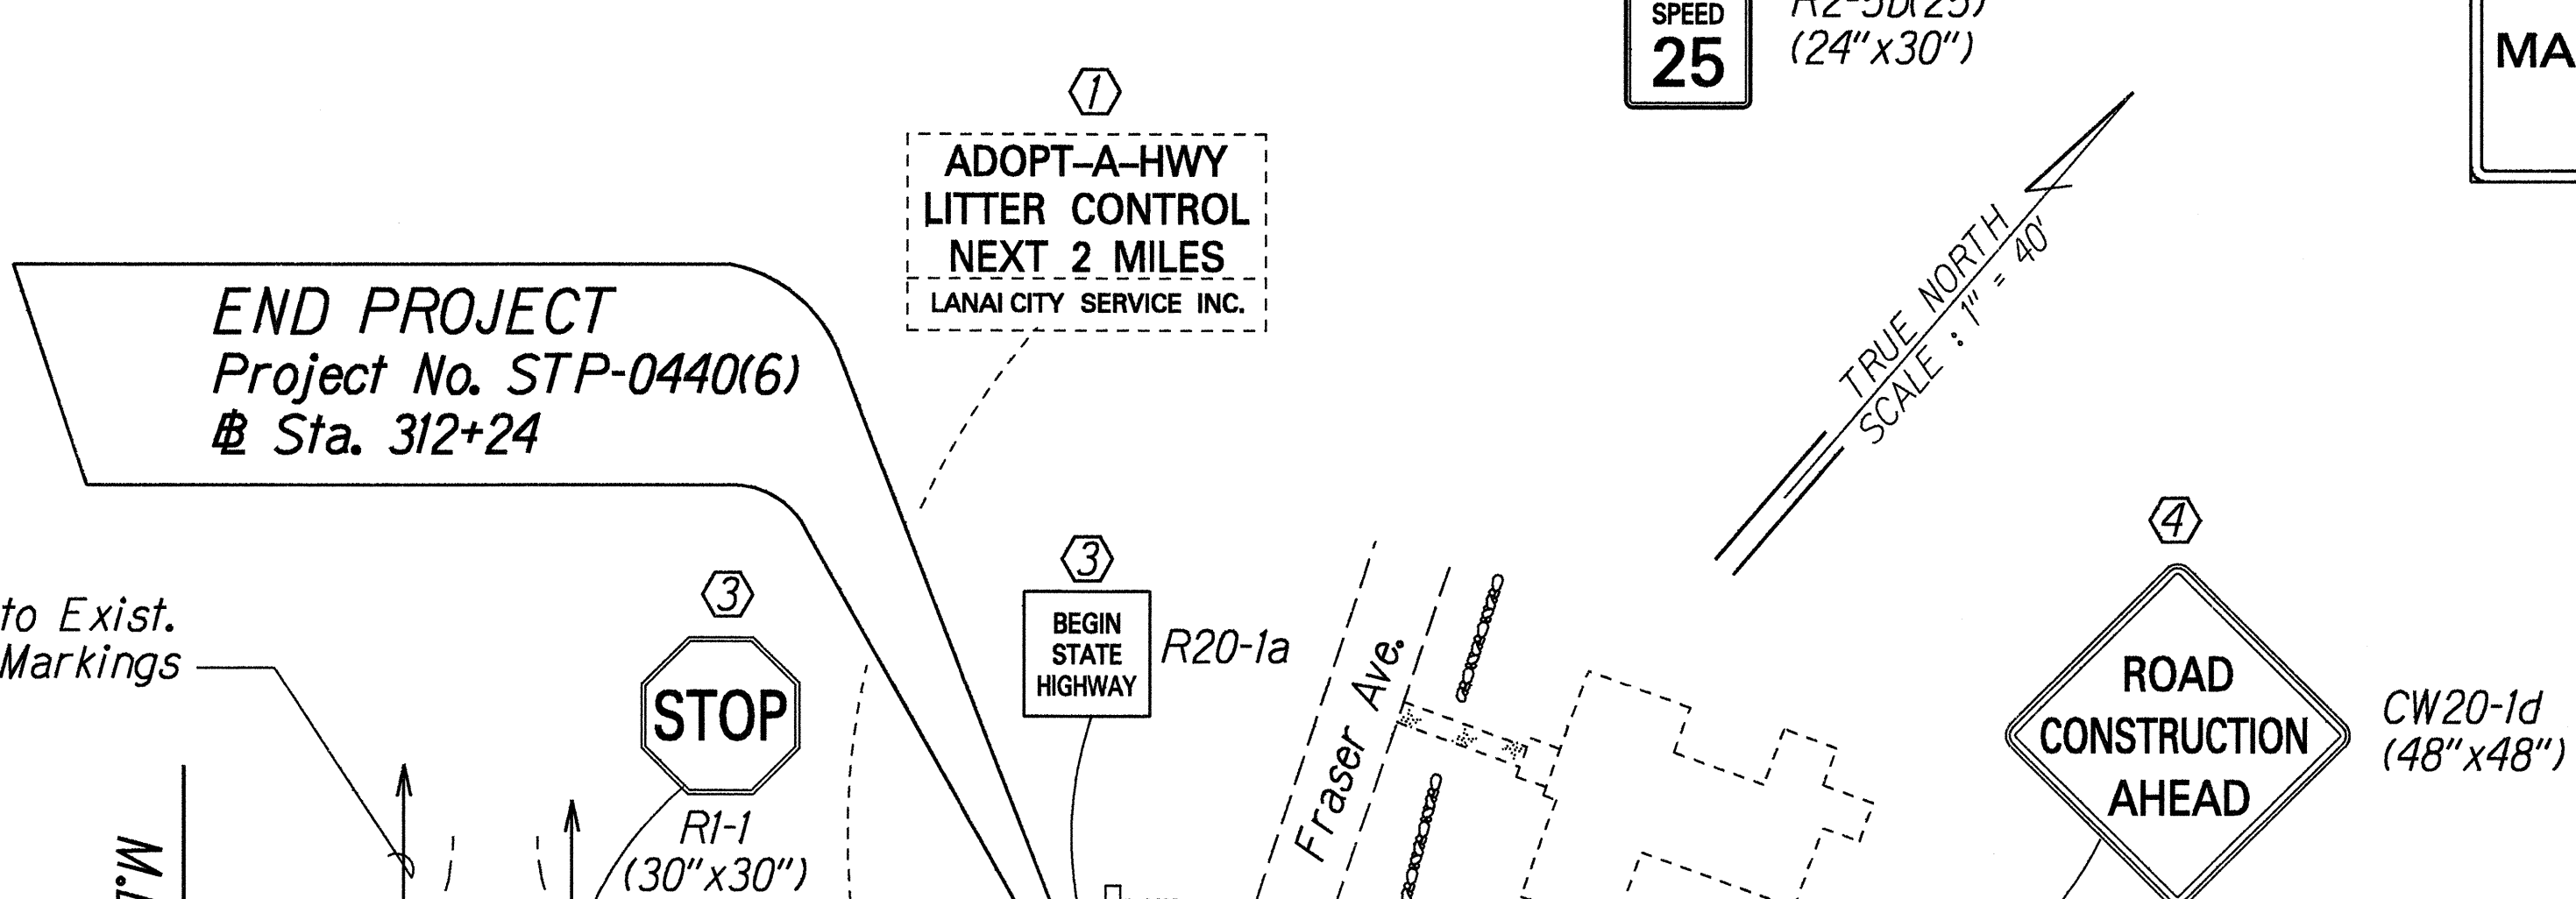 SPEED
25
R2-5b(25)
(24"x30")
MA
1
ADOPT-A-HWY
LITTER CONTROL
NEXT 2 MILES
LANAI CITY SERVICE INC.
TRUE NORTH
SCALE : 1" = 40'
END PROJECT
Project No. STP-0440(6)
℄ Sta. 312+24
to Exist.
Markings
3
STOP
R1-1
(30"x30")
3
BEGIN
STATE
HIGHWAY
R20-1a
Fraser Ave.
4
ROAD
CONSTRUCTION
AHEAD
CW20-1d
(48"x48")